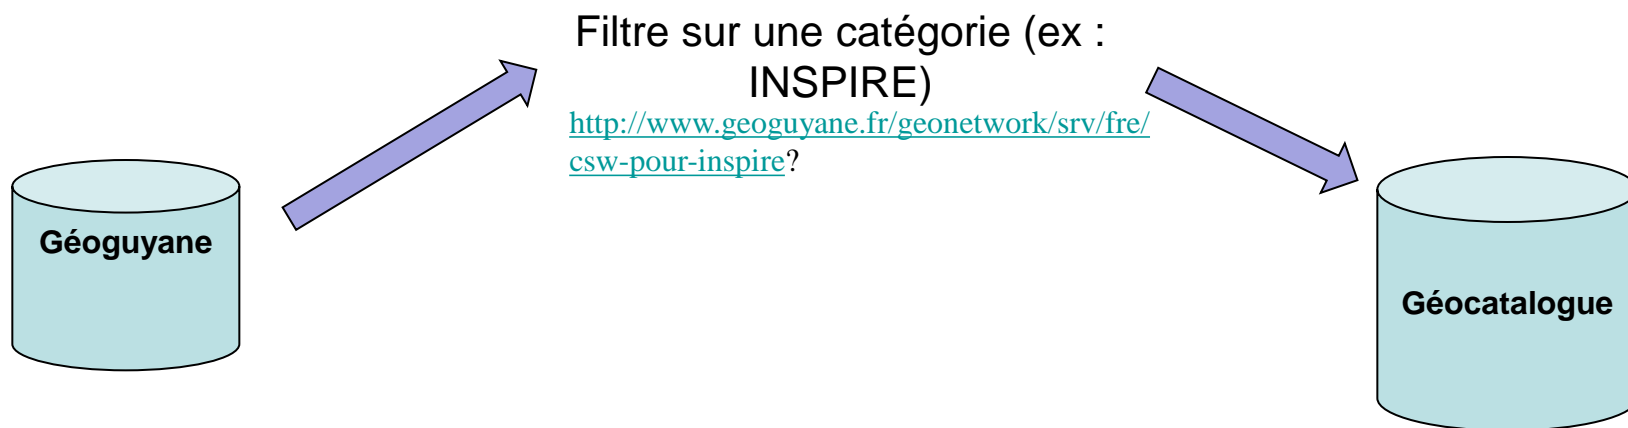 Filtre sur une catégorie (ex :
INSPIRE)
http://www.geoguyane.fr/geonetwork/srv/fre/
csw-pour-inspire?
Géoguyane
Géocatalogue